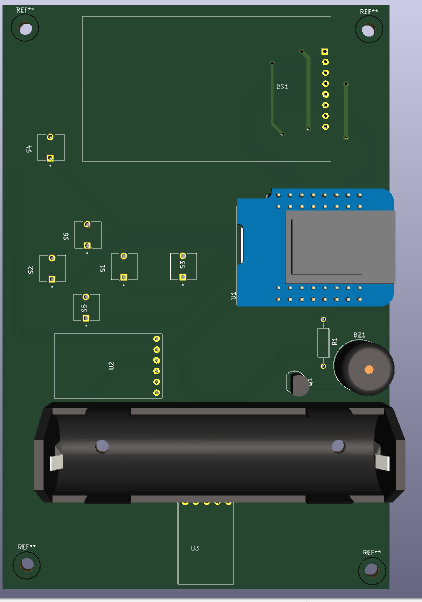 REF**
REF**
DS1
S4
S6
S2
S1
S3
S5
U1
U2
R1
BZ1
Q1
U3
REF**
REF**